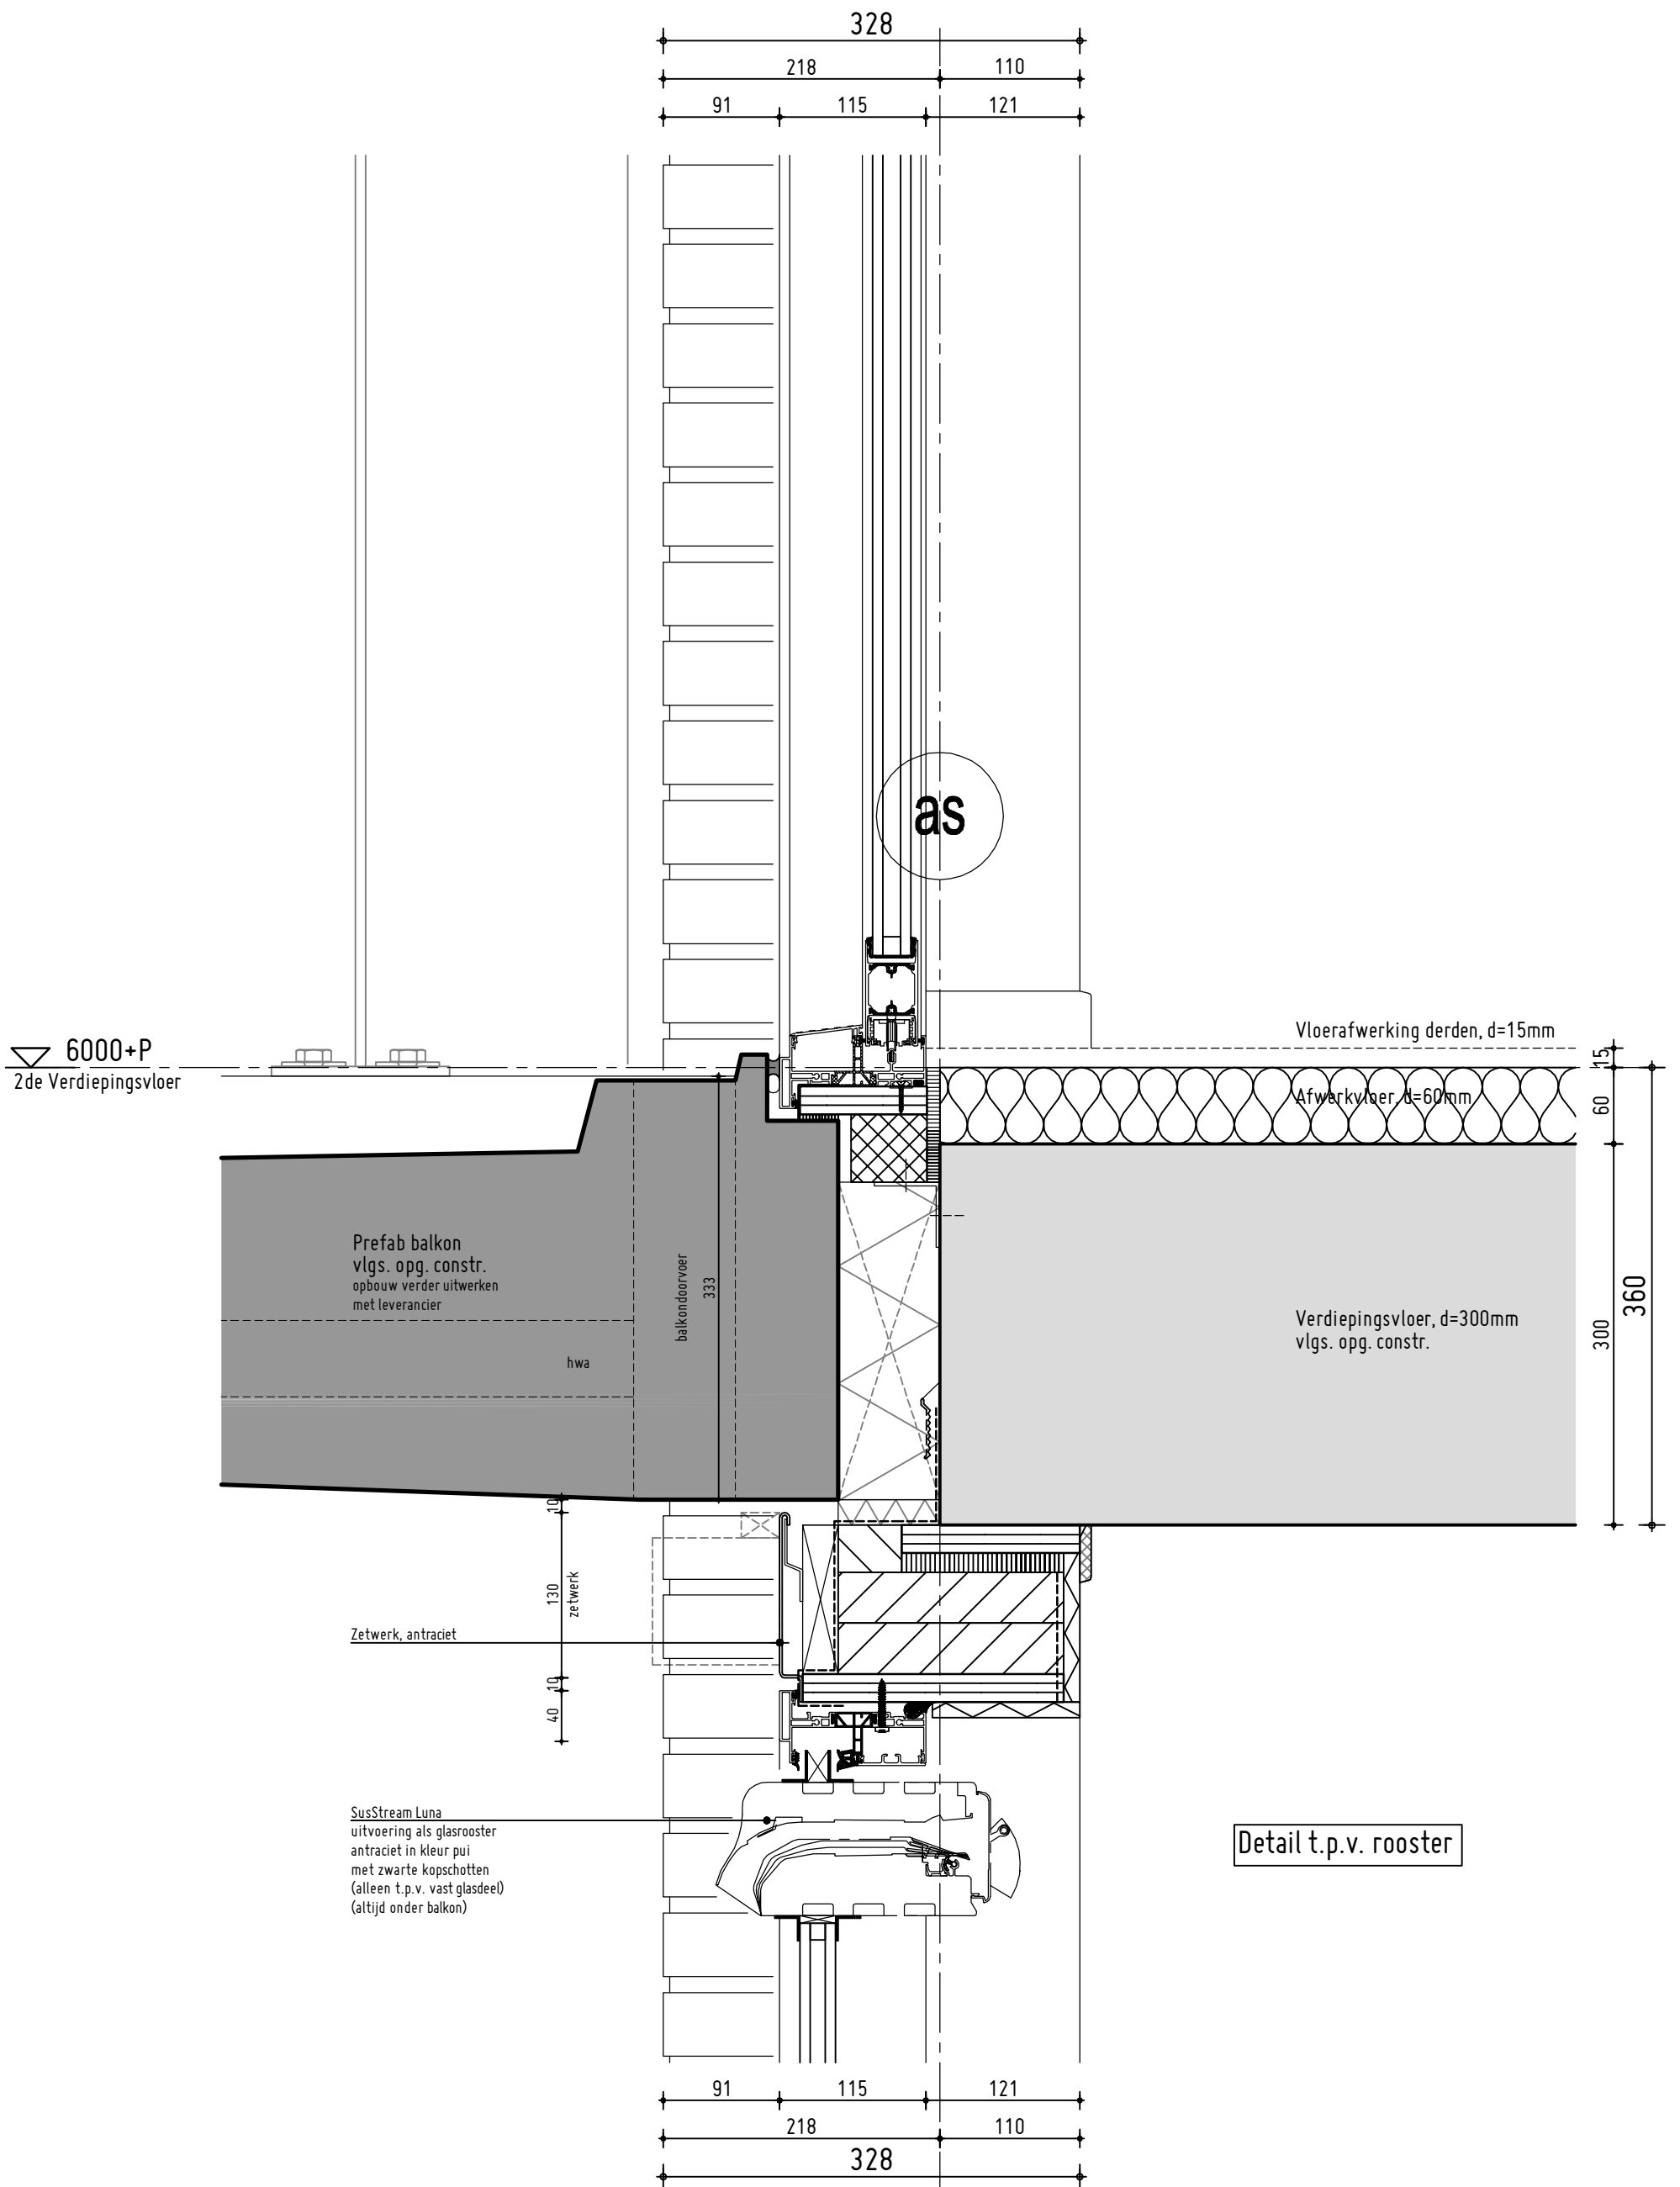 328
218 110
91 115 121
as
Vloerafwerking derden, d=15mm
15
6000+P
2de Verdiepingsvloer
Afwerkvloer, d=60mm
60
Prefab balkon
vlgs. opg. constr.
opbouw verder uitwerken
met leverancier
balkondoorvoer
333
hwa
Verdiepingsvloer, d=300mm
vlgs. opg. constr.
300
360
10
130
zetwerk
Zetwerk, antraciet
10
40
SusStream Luna
uitvoering als glasrooster
antraciet in kleur pui
met zwarte kopschotten
(alleen t.p.v. vast glasdeel)
(altijd onder balkon)
Detail t.p.v. rooster
91 115 121
218 110
328